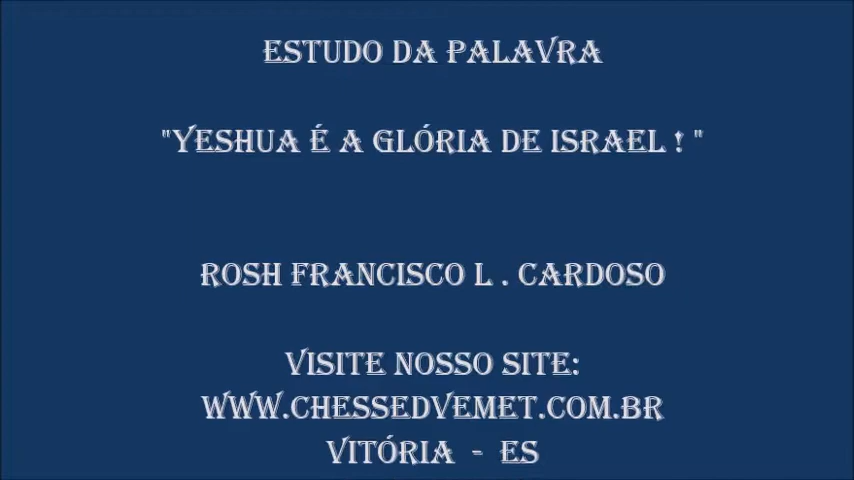 ESTUDO DA PALAVRA
"YESHUA É A GLÓRIA DE ISRAEL ! "
ROSH FRANCISCO L . CARDOSO
VISITE NOSSO SITE:
WWW.CHESSEDVEMET.COM.BR
VITÓRIA - ES